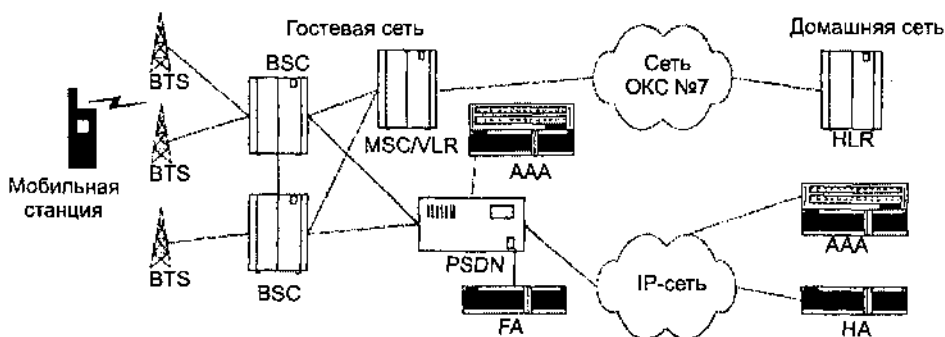 Гостевая сеть
Домашняя сеть
BSC
Сеть
ОКС №7
BTS
MSC/VLR
HLR
AAA
BTS
Мобильная
станция
AAA
PSDN
BTS
BSC
IP-сеть
FA
HA